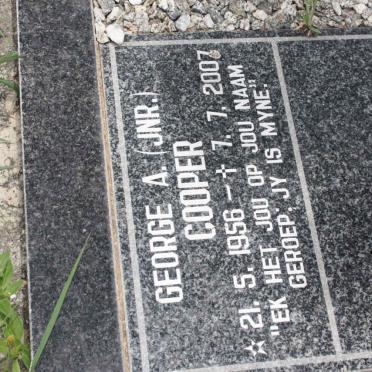 GEORGE A. (JNR.)
COOPER
☆ 21. 5. 1956 – ✝ 7. 7. 2007
"EK HET JOU OP JOU NAAM
GEROEP, JY IS MYNE."